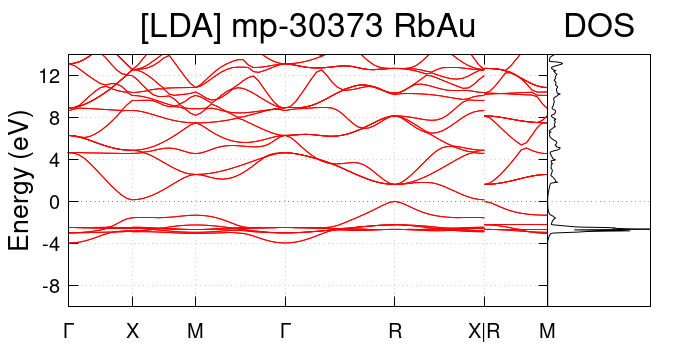 [LDA] mp-30373 RbAu DOS
Energy (eV)
12
8
4
0
-4
-8
Γ X M Γ R X|R M